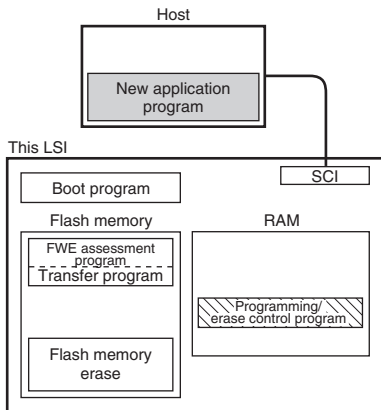 Host
New application
program
This LSI
SCI
Boot program
Flash memory
RAM
FWE assessment
program
Transfer program
Programming/
erase control program
Flash memory
erase